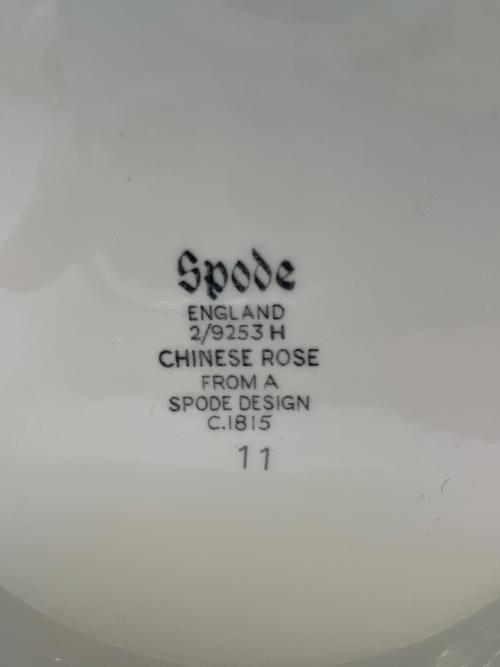 Spode
ENGLAND
2/9253 H
CHINESE ROSE
FROM A
SPODE DESIGN
C.1815
11